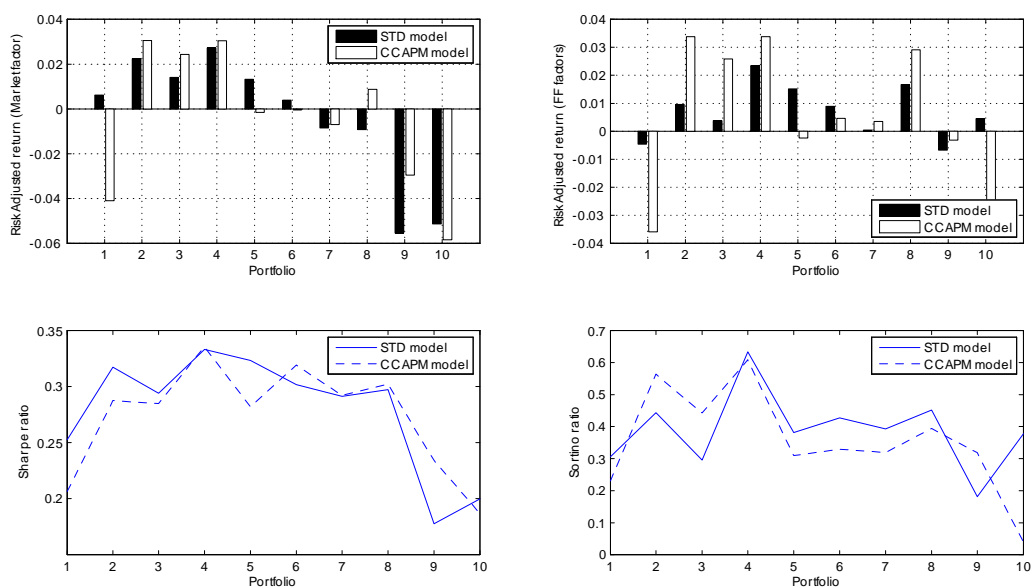 0.04
0.02
0
-0.02
-0.04
-0.06
RiskAdjusted return (Marketfactor)
STD model
CCAPM model
1 2 3 4 5 6 7 8 9 10
Portfolio
0.04
0.03
0.02
0.01
0
-0.01
-0.02
-0.03
-0.04
RiskAdjusted return (FF factors)
STD model
CCAPM model
1 2 3 4 5 6 7 8 9 10
Portfolio
0.35
0.3
0.25
0.2
Sharpe ratio
STD model
CCAPM model
1 2 3 4 5 6 7 8 9 10
Portfolio
0.7
0.6
0.5
0.4
0.3
0.2
0.1
0
Sortino ratio
STD model
CCAPM model
1 2 3 4 5 6 7 8 9 10
Portfolio